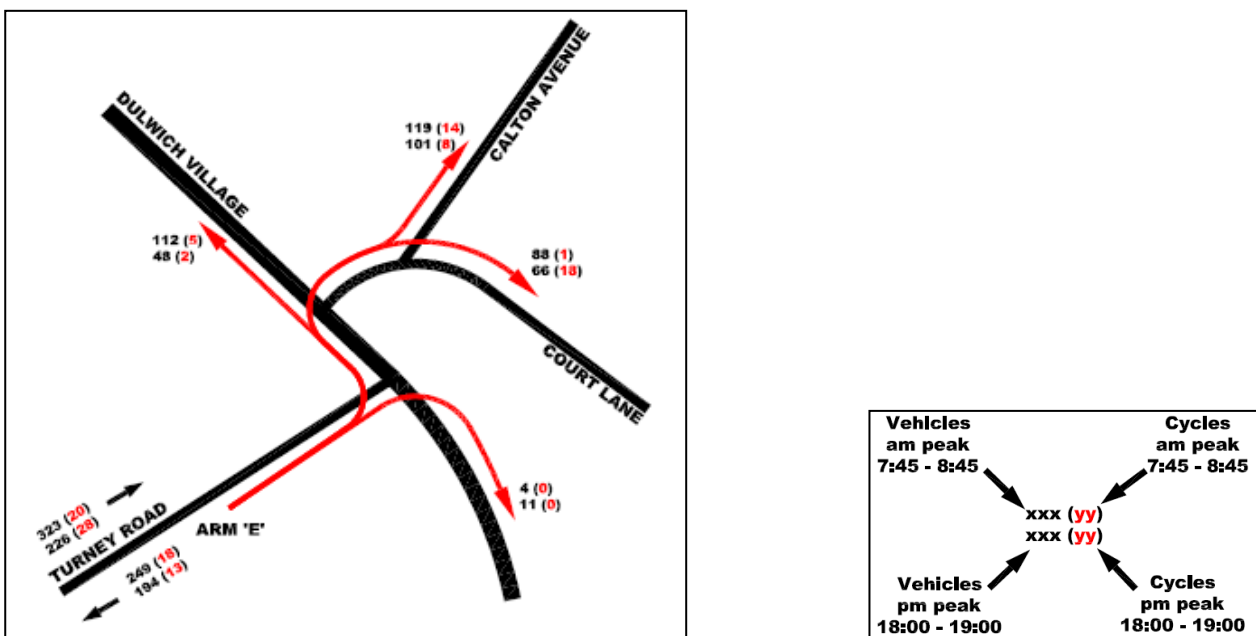 CALTON AVENUE
DULWICH VILLAGE
119 (14)
101 (8)
112 (5)
48 (2)
88 (1)
66 (18)
COURT LANE
4 (0)
11 (0)
323 (20)
226 (28)
TURNEY ROAD
ARM 'E'
249 (18)
194 (13)
Vehicles
am peak
7:45 - 8:45
Cycles
am peak
7:45 - 8:45
xxx (yy)
xxx (yy)
Vehicles
pm peak
18:00 - 19:00
Cycles
pm peak
18:00 - 19:00